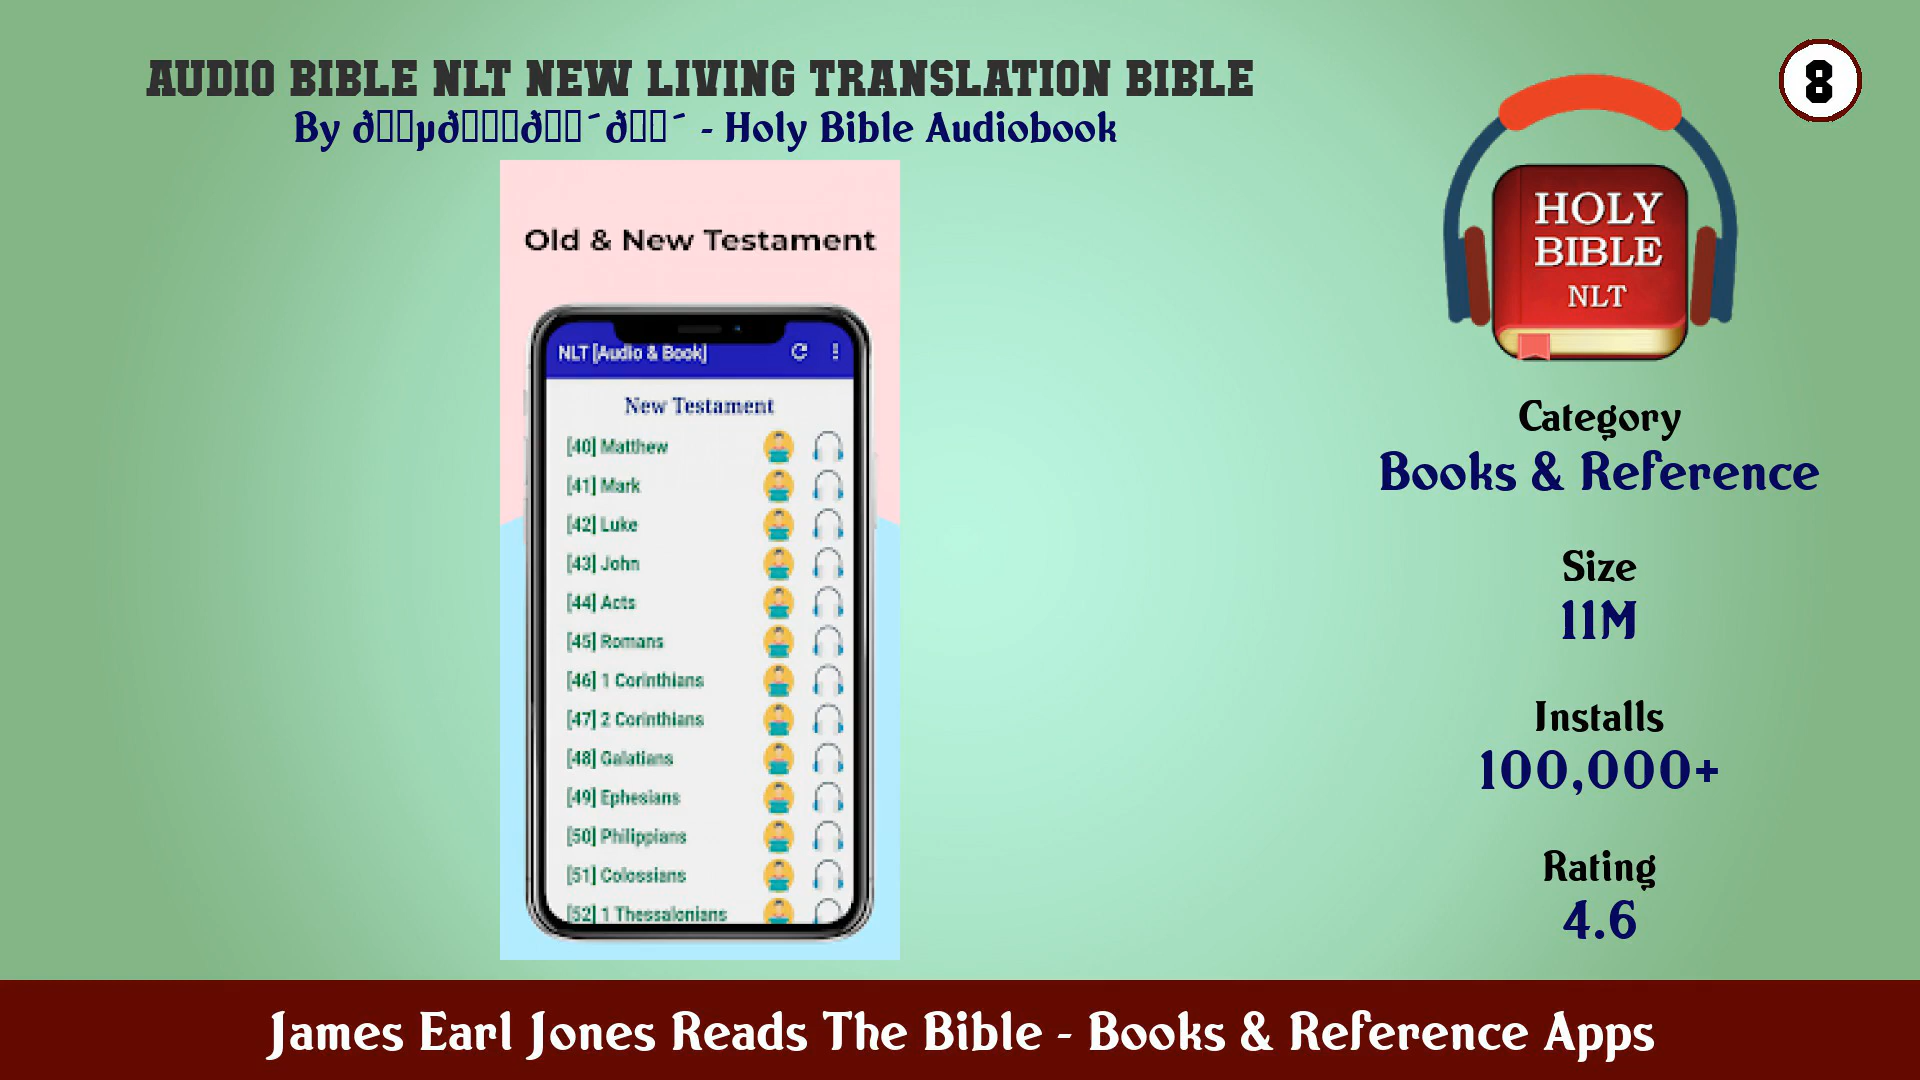 AUDIO BIBLE NLT NEW LIVING TRANSLATION BIBLE
8
By - Holy Bible Audiobook
Old & New Testament
NLT [Audio & Book]
New Testament
[40] Matthew
[41] Mark
[42] Luke
[43] John
[44] Acts
[45] Romans
[46] 1 Corinthians
[47] 2 Corinthians
[48] Galatians
[49] Ephesians
[50] Philippians
[51] Colossians
[52] 1 Thessalonians
HOLY
BIBLE
NLT
Category
Books & Reference
Size
11M
Installs
100,000+
Rating
4.6
James Earl Jones Reads The Bible - Books & Reference Apps